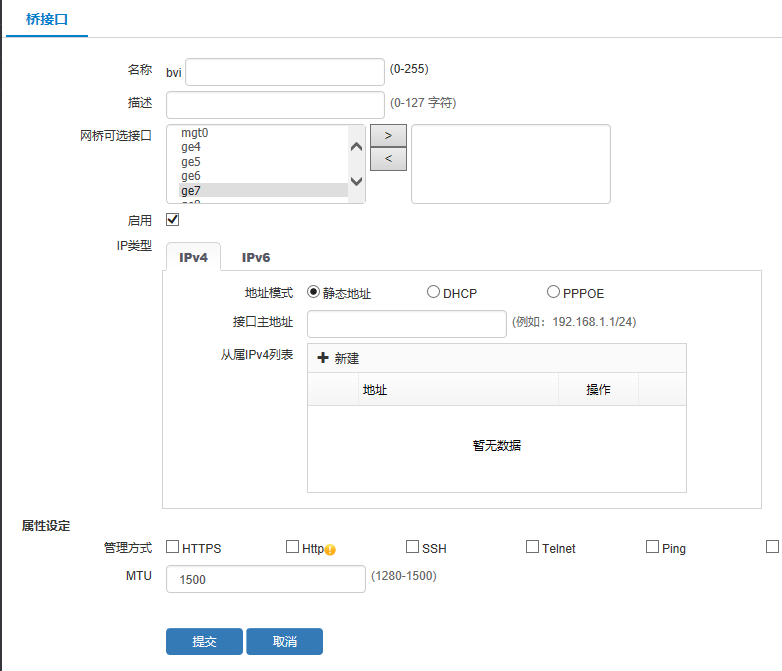 桥接口
名称 bvi (0-255)
描述 (0-127 字符)
网桥可选接口 mgt0
ge4
ge5
ge6
ge7
>
<
启用
IP类型 IPv4 IPv6
地址模式 静态地址 DHCP PPPOE
接口主地址 (例如：192.168.1.1/24)
从属IPv4列表 + 新建
地址 操作
暂无数据
属性设定
管理方式 HTTPS Http SSH Telnet Ping
MTU 1500 (1280-1500)
提交 取消